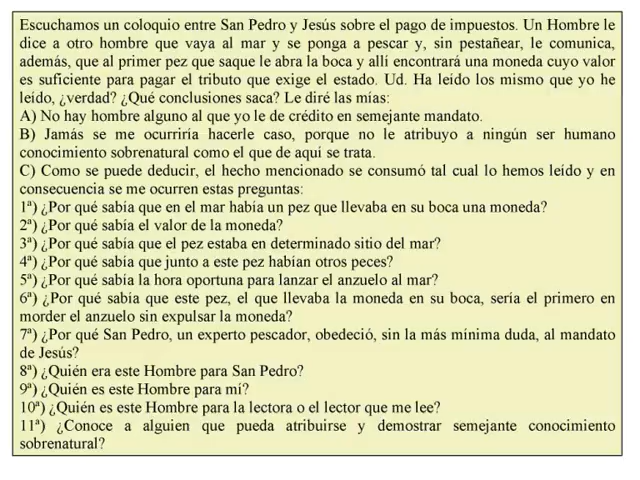 Escuchamos un coloquio entre San Pedro y Jesús sobre el pago de impuestos. Un Hombre le
dice a otro hombre que vaya al mar y se ponga a pescar y, sin pestañear, le comunica,
además, que al primer pez que saque le abra la boca y allí encontrará una moneda cuyo valor
es suficiente para pagar el tributo que exige el estado. Ud. Ha leído los mismo que yo he
leído, ¿verdad? ¿Qué conclusiones saca? Le diré las mías:
A) No hay hombre alguno al que yo le de crédito en semejante mandato.
B) Jamás se me ocurriría hacerle caso, porque no le atribuyo a ningún ser humano
conocimiento sobrenatural como el que de aquí se trata.
C) Como se puede deducir, el hecho mencionado se consumó tal cual lo hemos leído y en
consecuencia se me ocurren estas preguntas:
1ª) ¿Por qué sabía que en el mar había un pez que llevaba en su boca una moneda?
2ª) ¿Por qué sabía el valor de la moneda?
3ª) ¿Por qué sabía que el pez estaba en determinado sitio del mar?
4ª) ¿Por qué sabía que junto a este pez habían otros peces?
5ª) ¿Por qué sabía la hora oportuna para lanzar el anzuelo al mar?
6ª) ¿Por qué sabía que este pez, el que llevaba la moneda en su boca, sería el primero en
morder el anzuelo sin expulsar la moneda?
7ª) ¿Por qué San Pedro, un experto pescador, obedeció, sin la más mínima duda, al mandato
de Jesús?
8ª) ¿Quién era este Hombre para San Pedro?
9ª) ¿Quién es este Hombre para mí?
10ª) ¿Quién es este Hombre para la lectora o el lector que me lee?
11ª) ¿Conoce a alguien que pueda atribuirse y demostrar semejante conocimiento
sobrenatural?